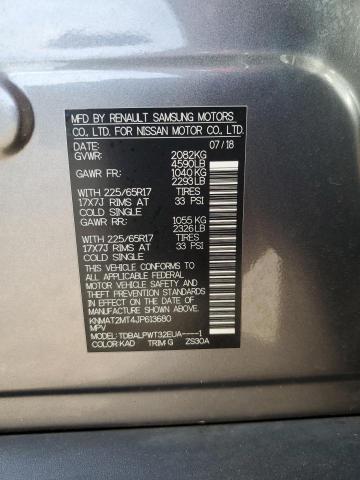 MFD BY RENAULT SAMSUNG MOTORS
CO., LTD. FOR NISSAN MOTOR CO., LTD.
DATE: 07/18
GVWR: 2082KG
4590LB
GAWR FR: 1040 KG
2293LB
WITH 225/65R17 TIRES
17X7J RIMS AT 33 PSI
COLD SINGLE
GAWR RR: 1055 KG
2326LB
WITH 225/65R17 TIRES
17X7J RIMS AT 33 PSI
COLD SINGLE
THIS VEHICLE CONFORMS TO ALL
APPLICABLE FEDERAL MOTOR
VEHICLE SAFETY AND THEFT
PREVENTION STANDARDS IN
EFFECT ON THE DATE OF
MANUFACTURE SHOWN ABOVE.
KNMAT2MT4JP613680
MPV
MODEL: TDBALPWT32EUA----1
COLOR:KAD TRIM:G ZS30A